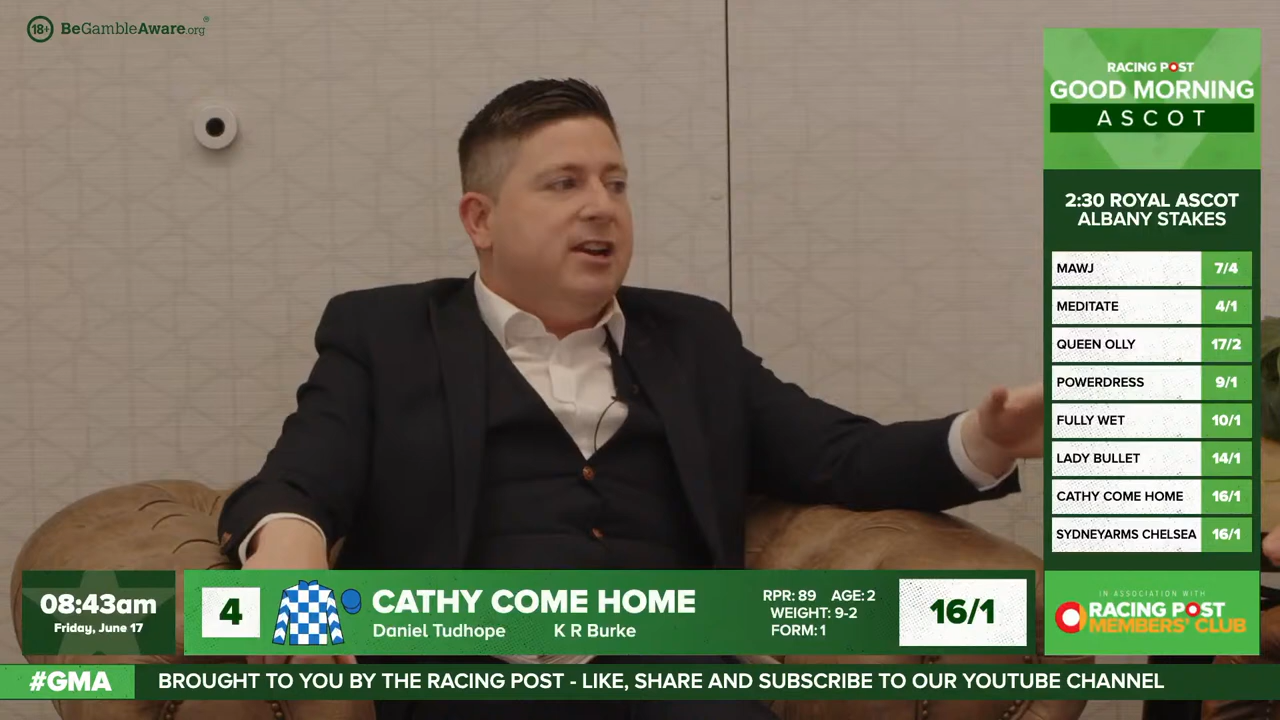 18+ BeGambleAware.org®
RACING POST
GOOD MORNING
ASCOT
2:30 ROYAL ASCOT
ALBANY STAKES
MAWJ 7/4
MEDITATE 4/1
QUEEN OLLY 17/2
POWERDRESS 9/1
FULLY WET 10/1
LADY BULLET 14/1
CATHY COME HOME 16/1
SYDNEYARMS CHELSEA 16/1
IN ASSOCIATION WITH
RACING POST
MEMBERS' CLUB
08:43am
Friday, June 17
4
CATHY COME HOME
Daniel Tudhope K R Burke
RPR: 89 AGE: 2
WEIGHT: 9-2
FORM: 1
16/1
#GMA BROUGHT TO YOU BY THE RACING POST - LIKE, SHARE AND SUBSCRIBE TO OUR YOUTUBE CHANNEL